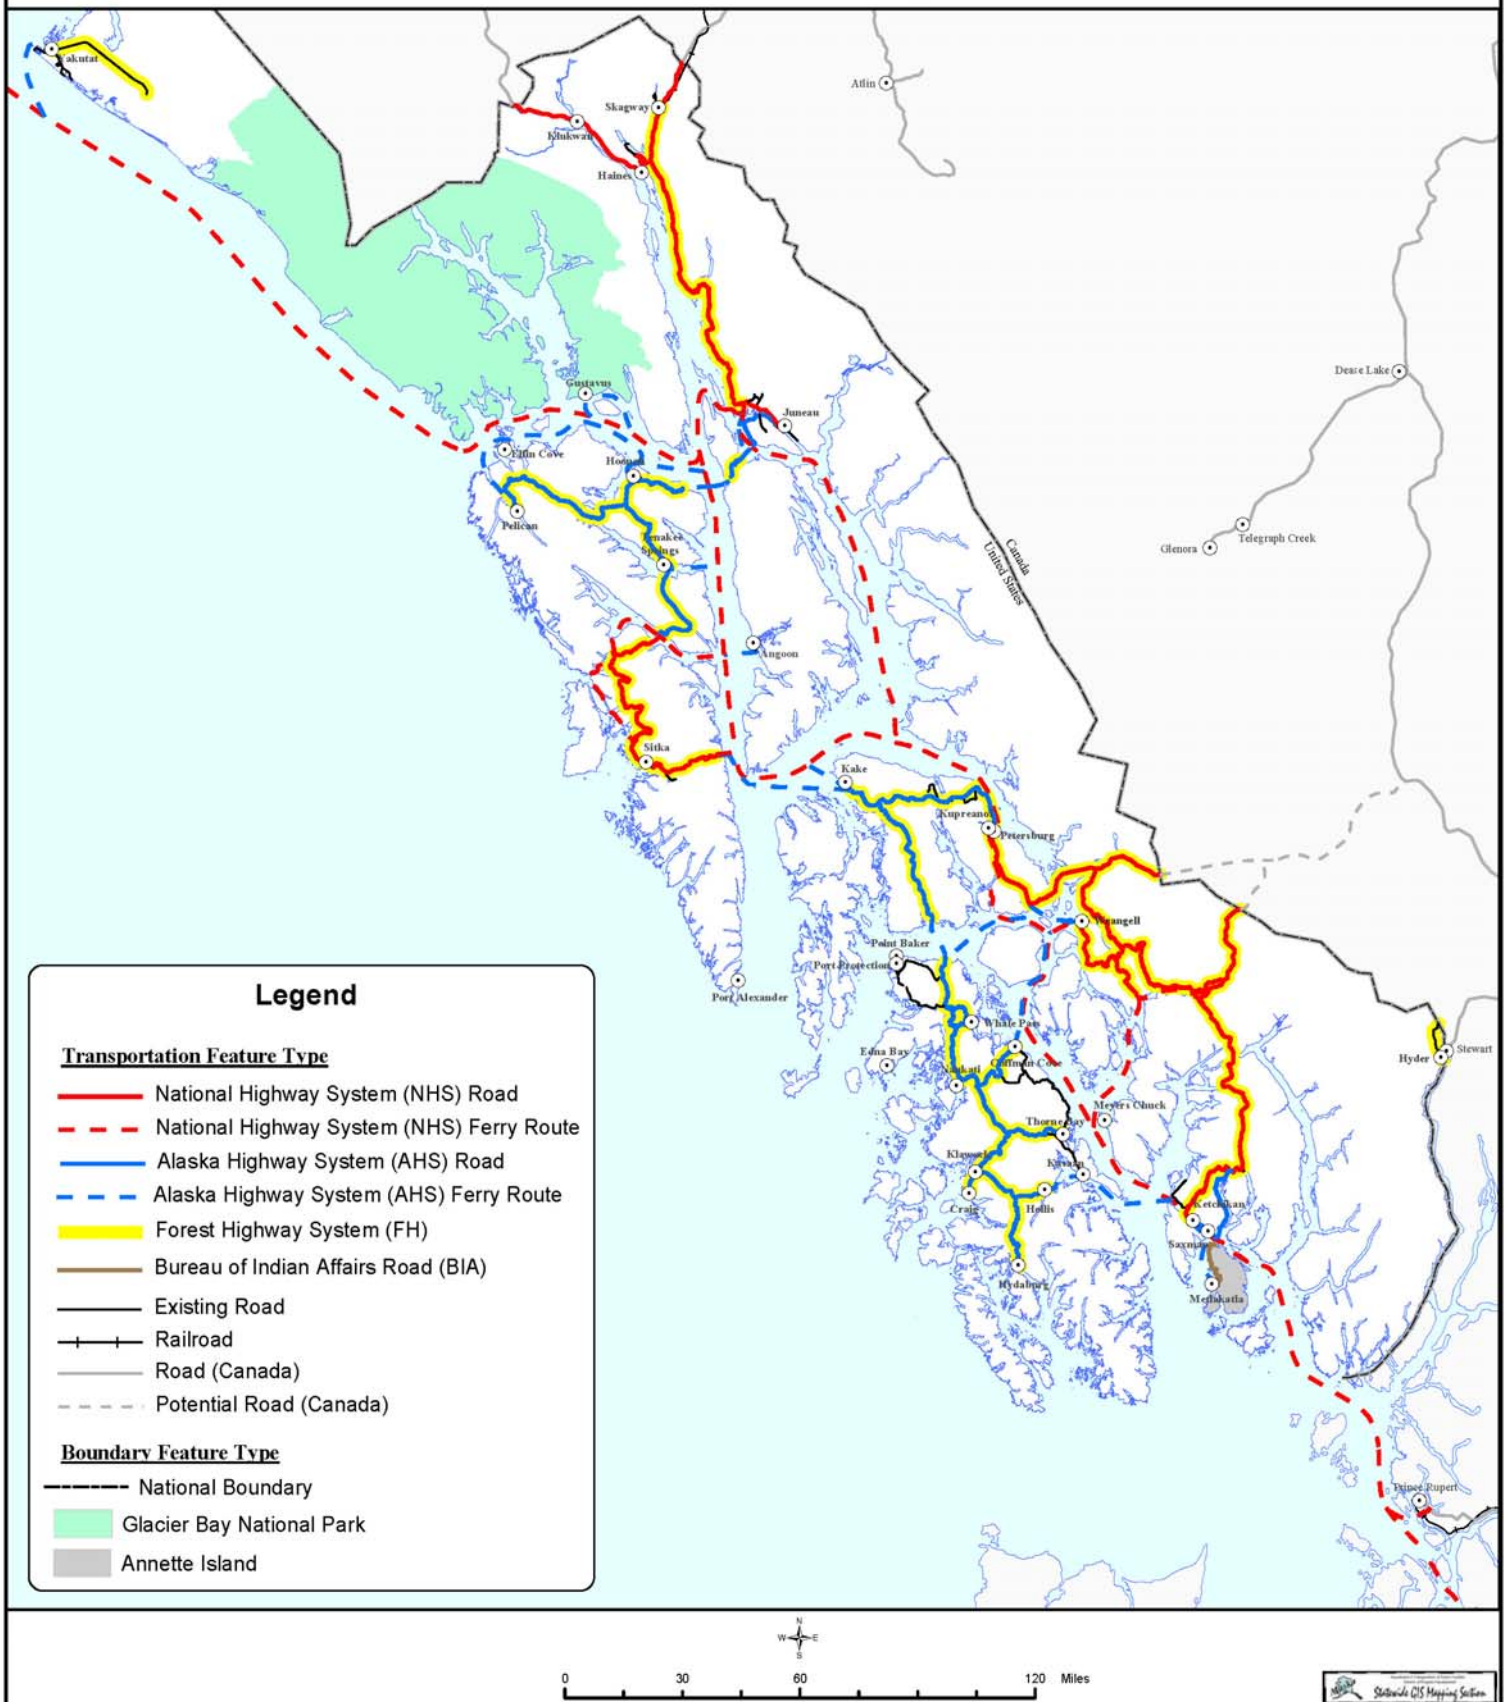 Yakutat
Atlin
Skagway
Klukwan
Haines
Dease Lake
Gustavus
Juneau
Elfin Cove
Hoonah
Pelican
Telegraph Creek
Glenora
Canada
United States
Tenakee
Springs
Angoon
Sitka
Kake
Kupreanof
Petersburg
Wrangell
Point Baker
Port Protection
Port Alexander
Whale Pass
Edna Bay
Coffman Cove
Naukati
Stewart
Hyder
Meyers Chuck
Thorne Bay
Klawock
Kasaan
Craig
Hollis
Ketchikan
Saxman
Hydaburg
Metlakatla
Prince Rupert
Legend
Transportation Feature Type
National Highway System (NHS) Road
National Highway System (NHS) Ferry Route
Alaska Highway System (AHS) Road
Alaska Highway System (AHS) Ferry Route
Forest Highway System (FH)
Bureau of Indian Affairs Road (BIA)
Existing Road
Railroad
Road (Canada)
Potential Road (Canada)
Boundary Feature Type
National Boundary
Glacier Bay National Park
Annette Island
N
W E
S
0 30 60 120 Miles
Statewide GIS Mapping Section